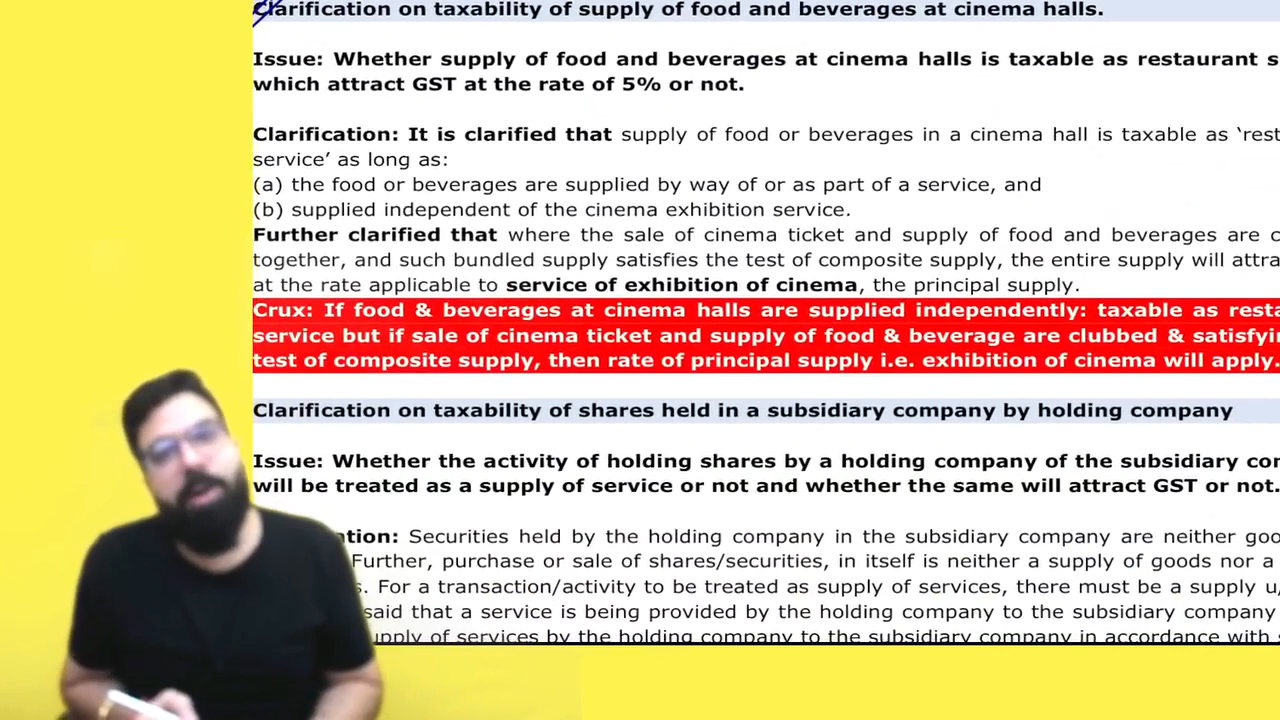 Clarification on taxability of supply of food and beverages at cinema halls.
Issue: Whether supply of food and beverages at cinema halls is taxable as restaurant s
which attract GST at the rate of 5% or not.
Clarification: It is clarified that supply of food or beverages in a cinema hall is taxable as ‘rest
service’ as long as:
(a) the food or beverages are supplied by way of or as part of a service, and
(b) supplied independent of the cinema exhibition service.
Further clarified that where the sale of cinema ticket and supply of food and beverages are c
together, and such bundled supply satisfies the test of composite supply, the entire supply will attra
at the rate applicable to service of exhibition of cinema, the principal supply.
Crux: If food & beverages at cinema halls are supplied independently: taxable as resta
service but if sale of cinema ticket and supply of food & beverage are clubbed & satisfyi
test of composite supply, then rate of principal supply i.e. exhibition of cinema will apply.
Clarification on taxability of shares held in a subsidiary company by holding company
Issue: Whether the activity of holding shares by a holding company of the subsidiary co
will be treated as a supply of service or not and whether the same will attract GST or not.
ation: Securities held by the holding company in the subsidiary company are neither goo
Further, purchase or sale of shares/securities, in itself is neither a supply of goods nor a
s. For a transaction/activity to be treated as supply of services, there must be a supply u/
said that a service is being provided by the holding company to the subsidiary company
upply of services by the holding company to the subsidiary company in accordance with